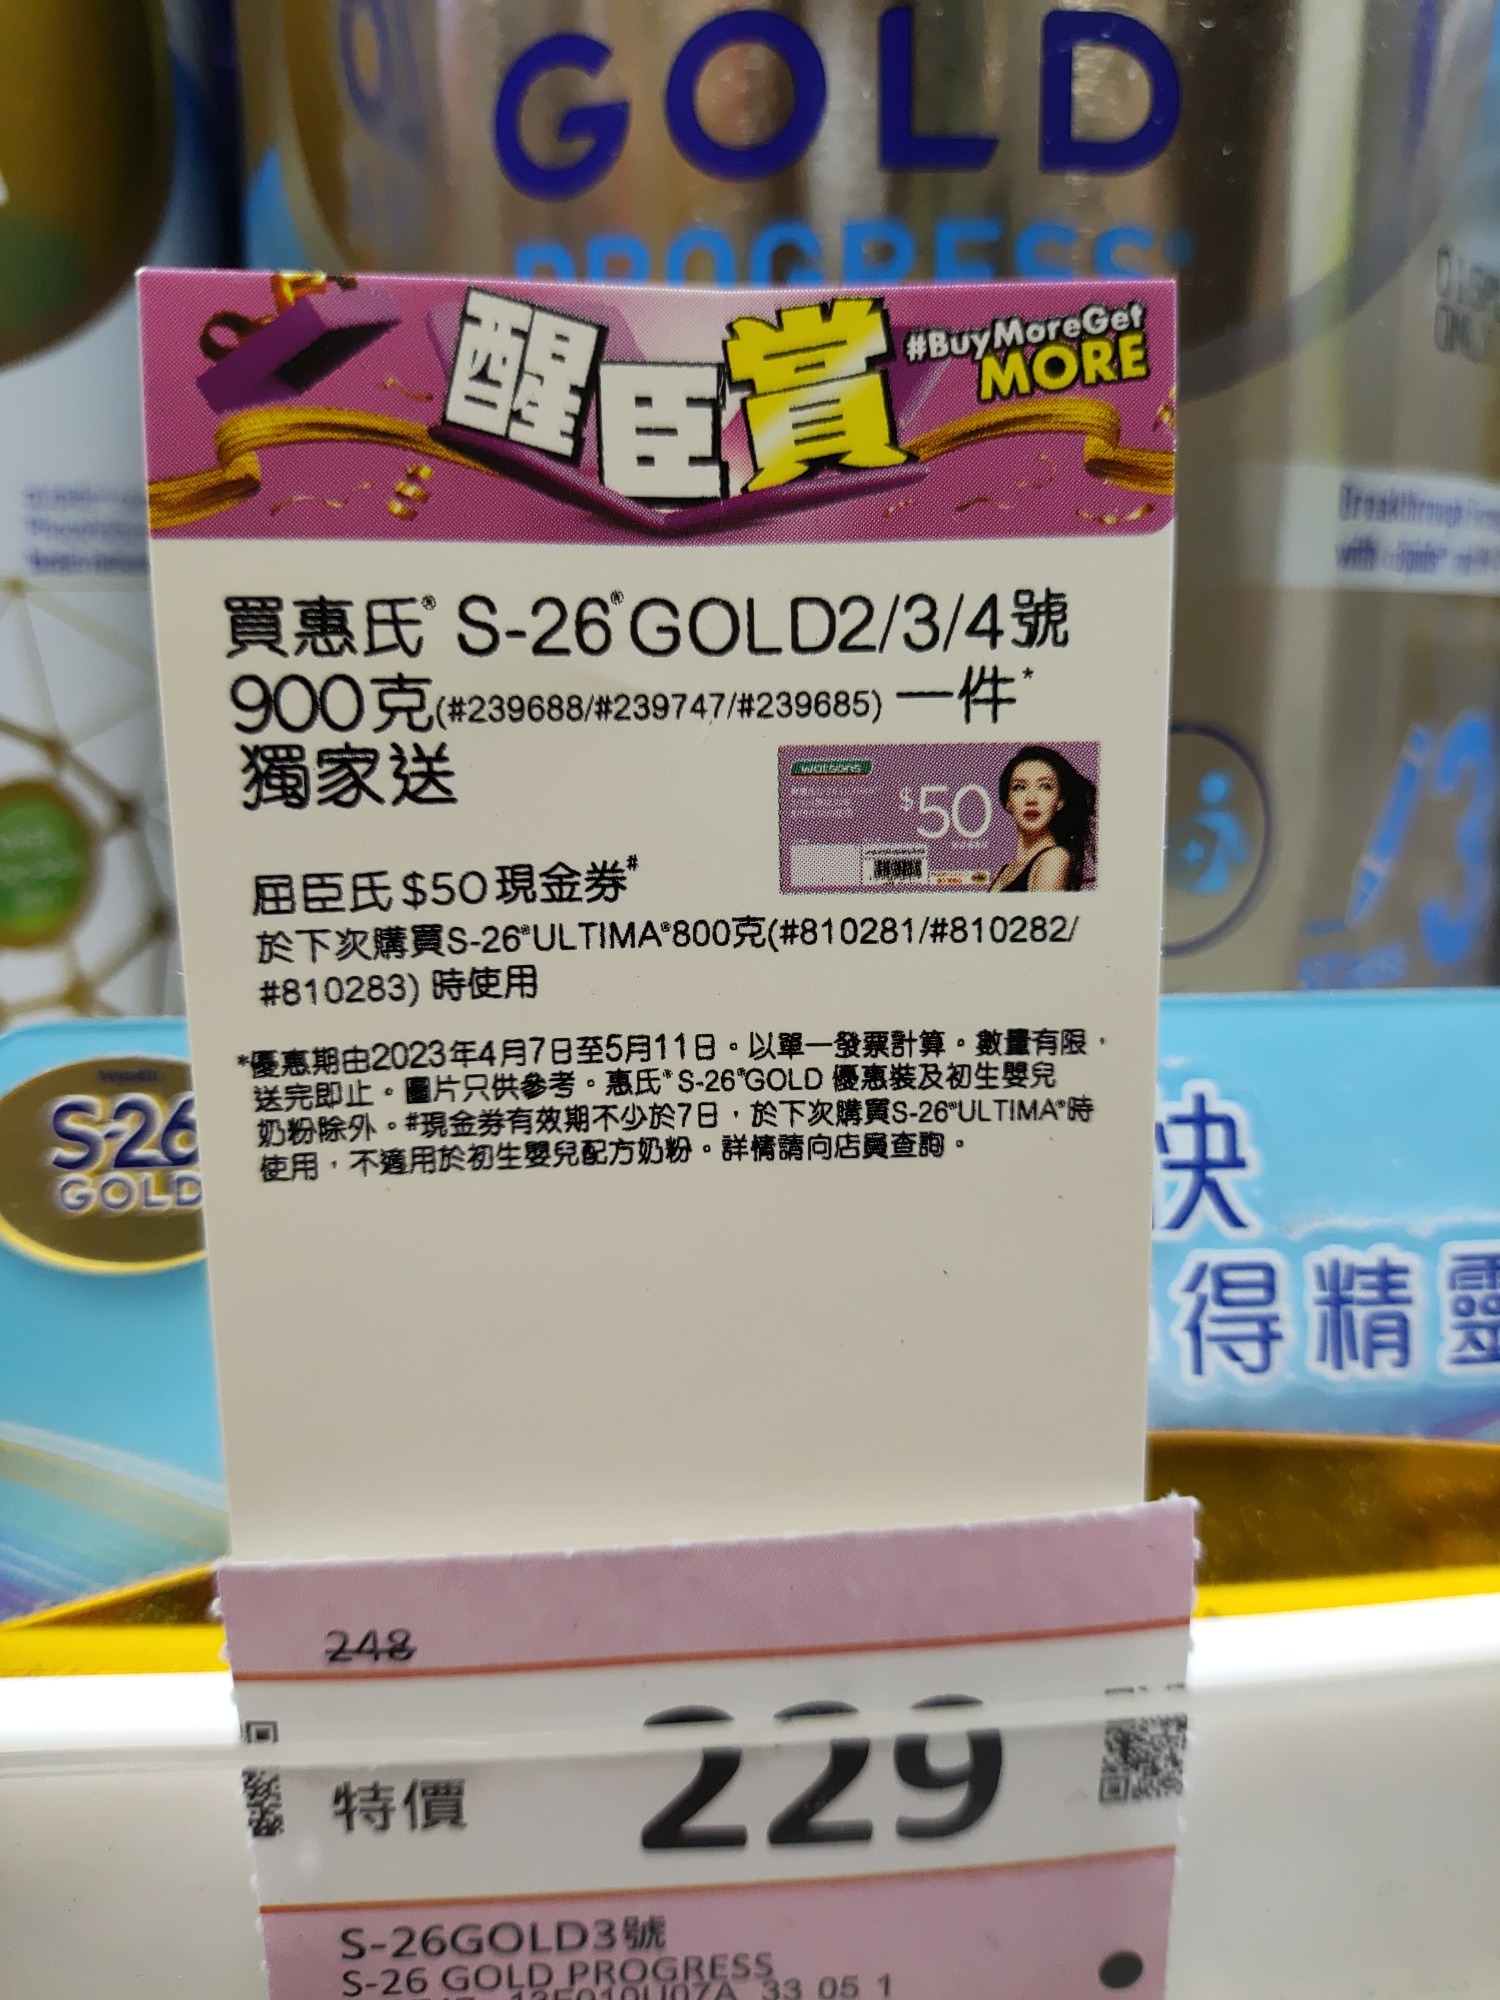 GOLD
PROGRESS
醒臣賞
#BuyMoreGet
MORE
買惠氏® S-26®GOLD2/3/4號
900克(#239688/#239747/#239685) 一件*
獨家送
watsons
$50
屈臣氏$50現金券#
於下次購買S-26®ULTIMA®800克(#810281/#810282/
#810283) 時使用
*優惠期由2023年4月7日至5月11日。以單一發票計算。數量有限，
送完即止。圖片只供參考。惠氏®S-26®GOLD 優惠裝及初生嬰兒
奶粉除外。#現金券有效期不少於7日，於下次購買S-26®ULTIMA®時
使用，不適用於初生嬰兒配方奶粉。詳情請向店員查詢。
S-26
GOLD
快
得精靈
248
特價
229
S-26GOLD3號
S-26 GOLD PROGRESS
33 05 1